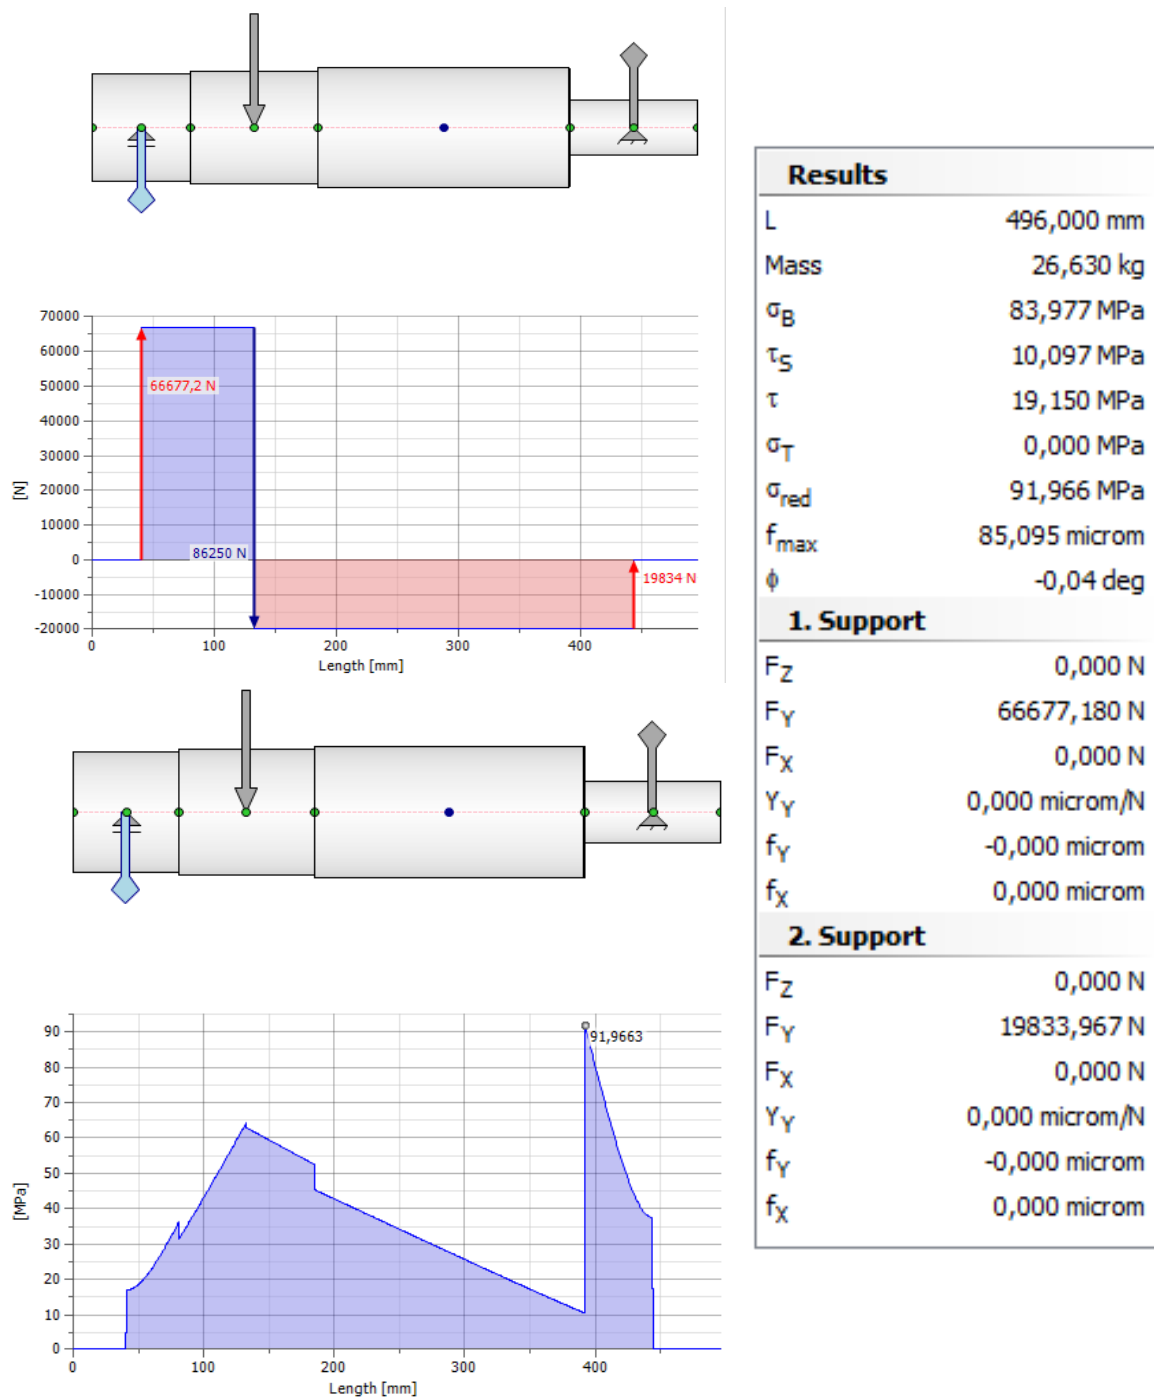 70000
60000
50000
40000
30000
20000
10000
0
-10000
-20000
[N]
66677,2 N
86250 N
19834 N
0
100
200
300
400
Length [mm]
90
80
70
60
50
40
30
20
10
0
[MPa]
91,9663
0
100
200
300
400
Length [mm]
Results
L 496,000 mm
Mass 26,630 kg
σB 83,977 MPa
τS 10,097 MPa
τ 19,150 MPa
σT 0,000 MPa
σred 91,966 MPa
fmax 85,095 microm
ϕ -0,04 deg
1. Support
FZ 0,000 N
FY 66677,180 N
FX 0,000 N
YY 0,000 microm/N
fY -0,000 microm
fX 0,000 microm
2. Support
FZ 0,000 N
FY 19833,967 N
FX 0,000 N
YY 0,000 microm/N
fY -0,000 microm
fX 0,000 microm